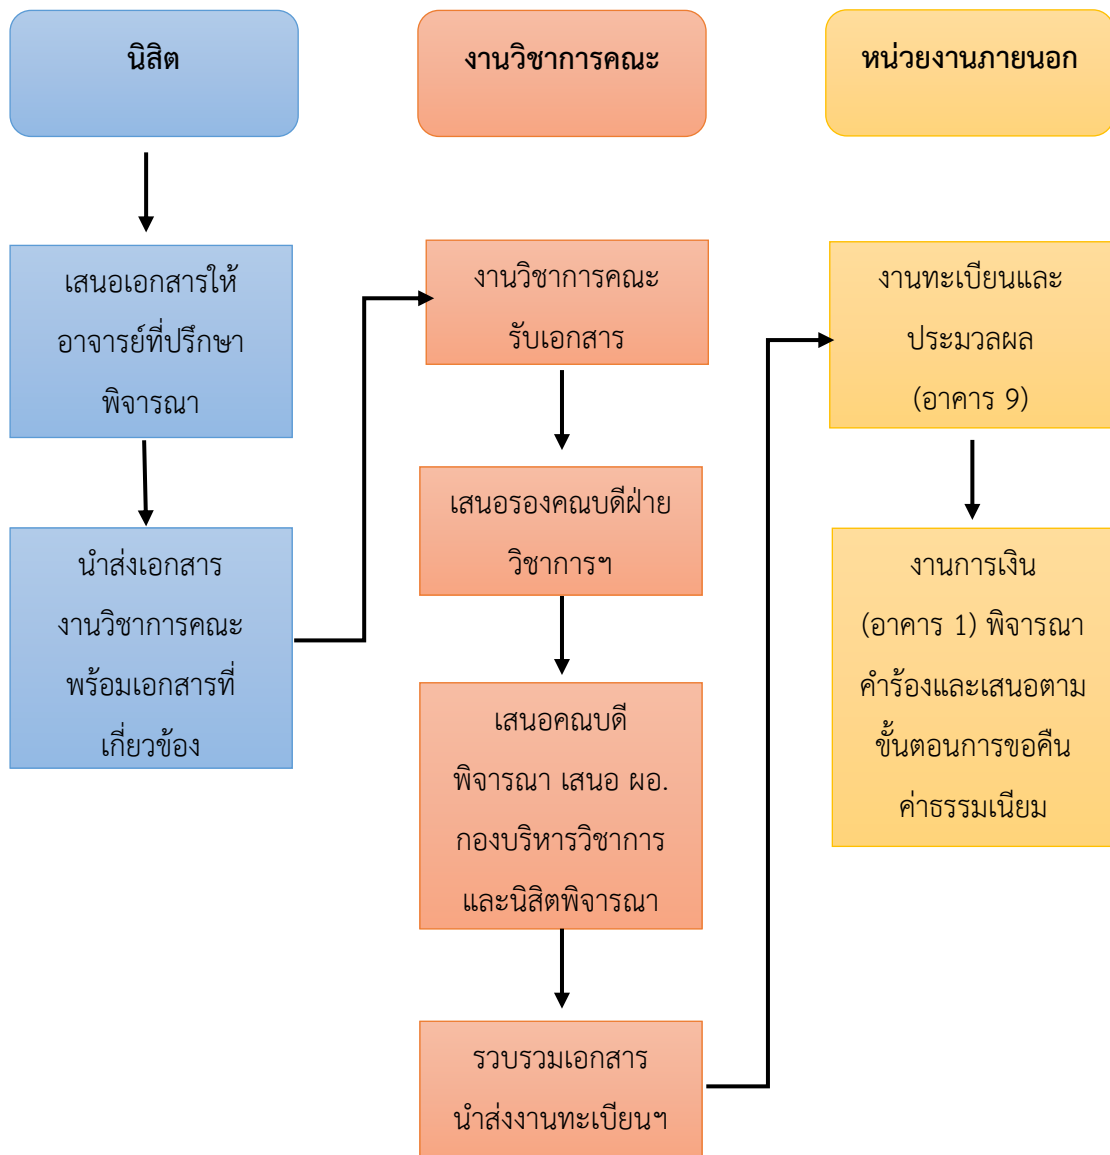 นิสิต
งานวิชาการคณะ
หน่วยงานภายนอก
เสนอเอกสารให้
อาจารย์ที่ปรึกษา
พิจารณา
นำส่งเอกสาร
งานวิชาการคณะ
พร้อมเอกสารที่
เกี่ยวข้อง
งานวิชาการคณะ
รับเอกสาร
เสนอรองคณบดีฝ่าย
วิชาการฯ
เสนอคณบดี
พิจารณา เสนอ ผอ.
กองบริหารวิชาการ
และนิสิตพิจารณา
รวบรวมเอกสาร
นำส่งงานทะเบียนฯ
งานทะเบียนและ
ประมวลผล
(อาคาร 9)
งานการเงิน
(อาคาร 1) พิจารณา
คำร้องและเสนอตาม
ขั้นตอนการขอคืน
ค่าธรรมเนียม